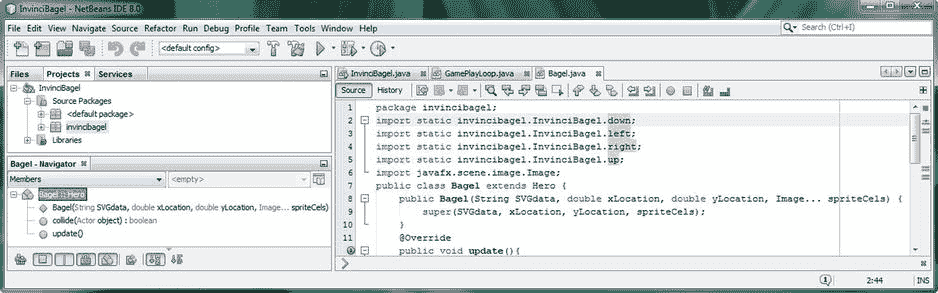 InvinciBagel - NetBeans IDE 8.0
File Edit View Navigate Source Refactor Run Debug Profile Team Tools Window Help
Search (Ctrl+I)
<default config>
Files Projects Services
InvinciBagel
Source Packages
<default package>
invincibagel
Libraries
Bagel - Navigator
Members
<empty>
Bagel :: Hero
Bagel(String SVGdata, double xLocation, double yLocation, Image... spriteCels)
collide(Actor object) : boolean
update()
InvinciBagel.java GamePlayLoop.java Bagel.java
Source History
1 package invincibagel;
2 import static invincibagel.InvinciBagel.down;
3 import static invincibagel.InvinciBagel.left;
4 import static invincibagel.InvinciBagel.right;
5 import static invincibagel.InvinciBagel.up;
6 import javafx.scene.image.Image;
7 public class Bagel extends Hero {
8 public Bagel(String SVGdata, double xLocation, double yLocation, Image... spriteCels) {
9 super(SVGdata, xLocation, yLocation, spriteCels);
10 }
11 @Override
public void update(){
1
2:44
INS